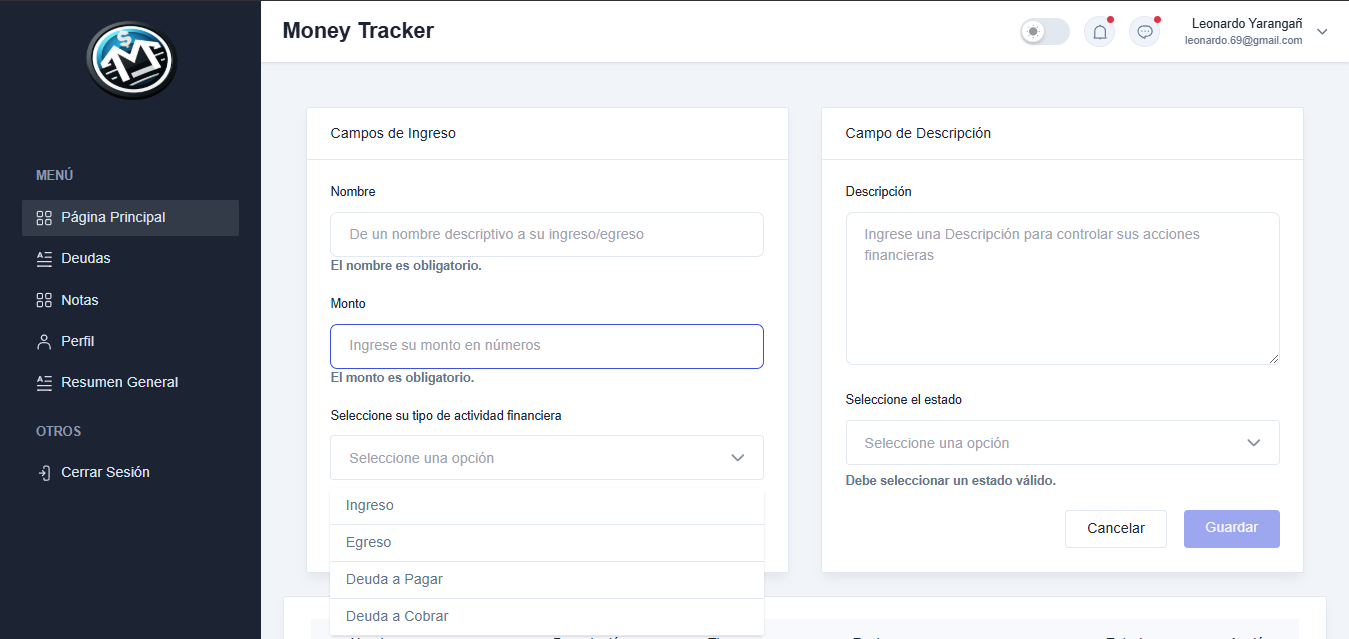 Money Tracker
Leonardo Yarangañ
leonardo.69@gmail.com
MENÚ
Página Principal
Deudas
Notas
Perfil
Resumen General
OTROS
Cerrar Sesión
Campos de Ingreso
Nombre
De un nombre descriptivo a su ingreso/egreso
El nombre es obligatorio.
Monto
Ingrese su monto en números
El monto es obligatorio.
Seleccione su tipo de actividad financiera
Seleccione una opción
Ingreso
Egreso
Deuda a Pagar
Deuda a Cobrar
Campo de Descripción
Descripción
Ingrese una Descripción para controlar sus acciones
financieras
Seleccione el estado
Seleccione una opción
Debe seleccionar un estado válido.
Cancelar
Guardar